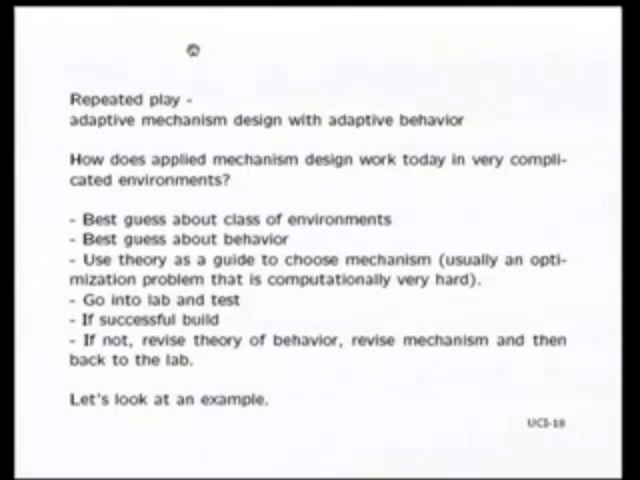 Repeated play -
adaptive mechanism design with adaptive behavior
How does applied mechanism design work today in very compli-
cated environments?
- Best guess about class of environments
- Best guess about behavior
- Use theory as a guide to choose mechanism (usually an opti-
mization problem that is computationally very hard).
- Go into lab and test
- If successful build
- If not, revise theory of behavior, revise mechanism and then
back to the lab.
Let's look at an example.
UCI-18